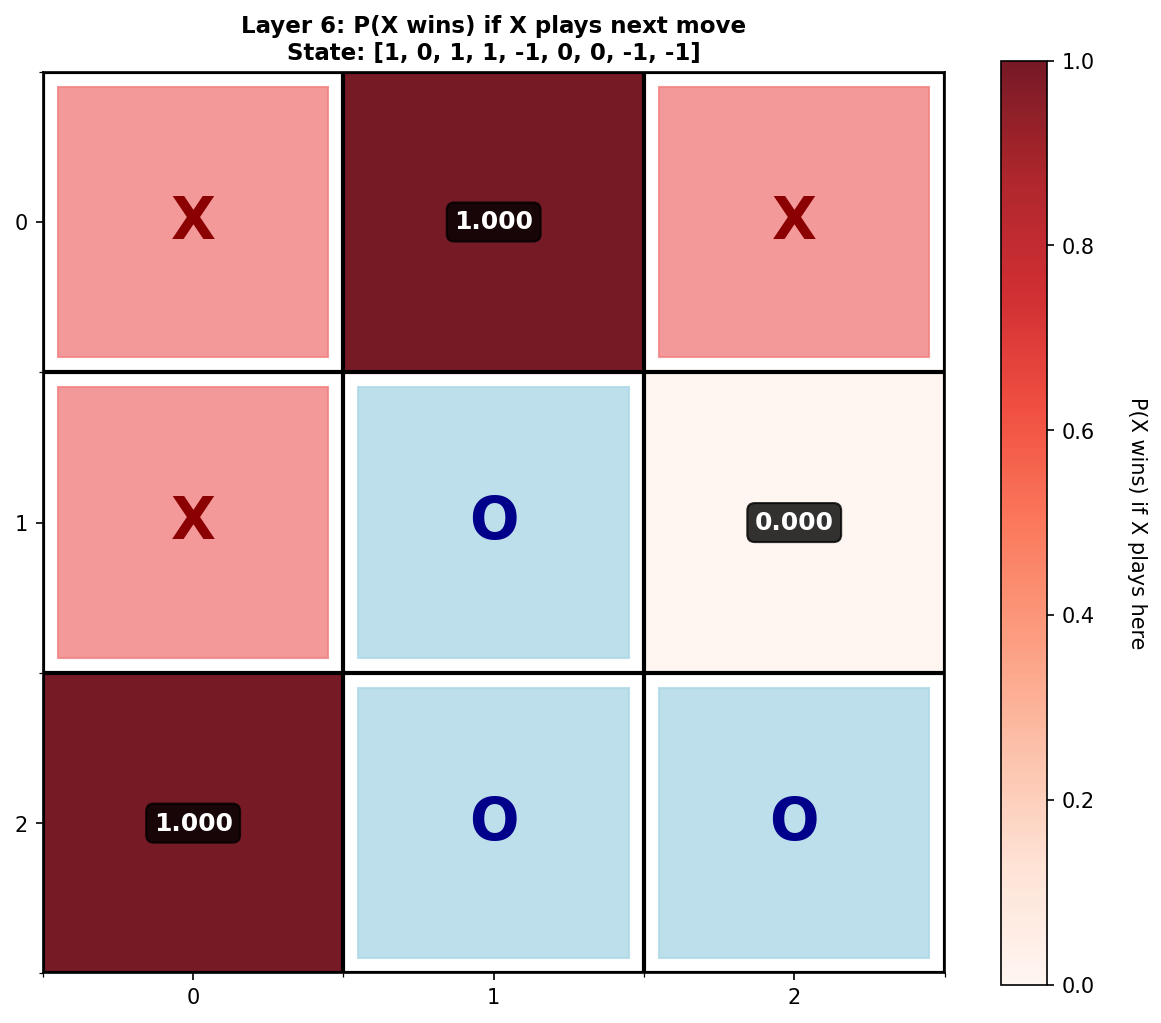 Layer 6: P(X wins) if X plays next move
State: [1, 0, 1, 1, -1, 0, 0, -1, -1]
X
1.000
X
X
O
0.000
1.000
O
O
0
1
2
0
1
2
1.0
0.8
0.6
0.4
0.2
0.0
P(X wins) if X plays here